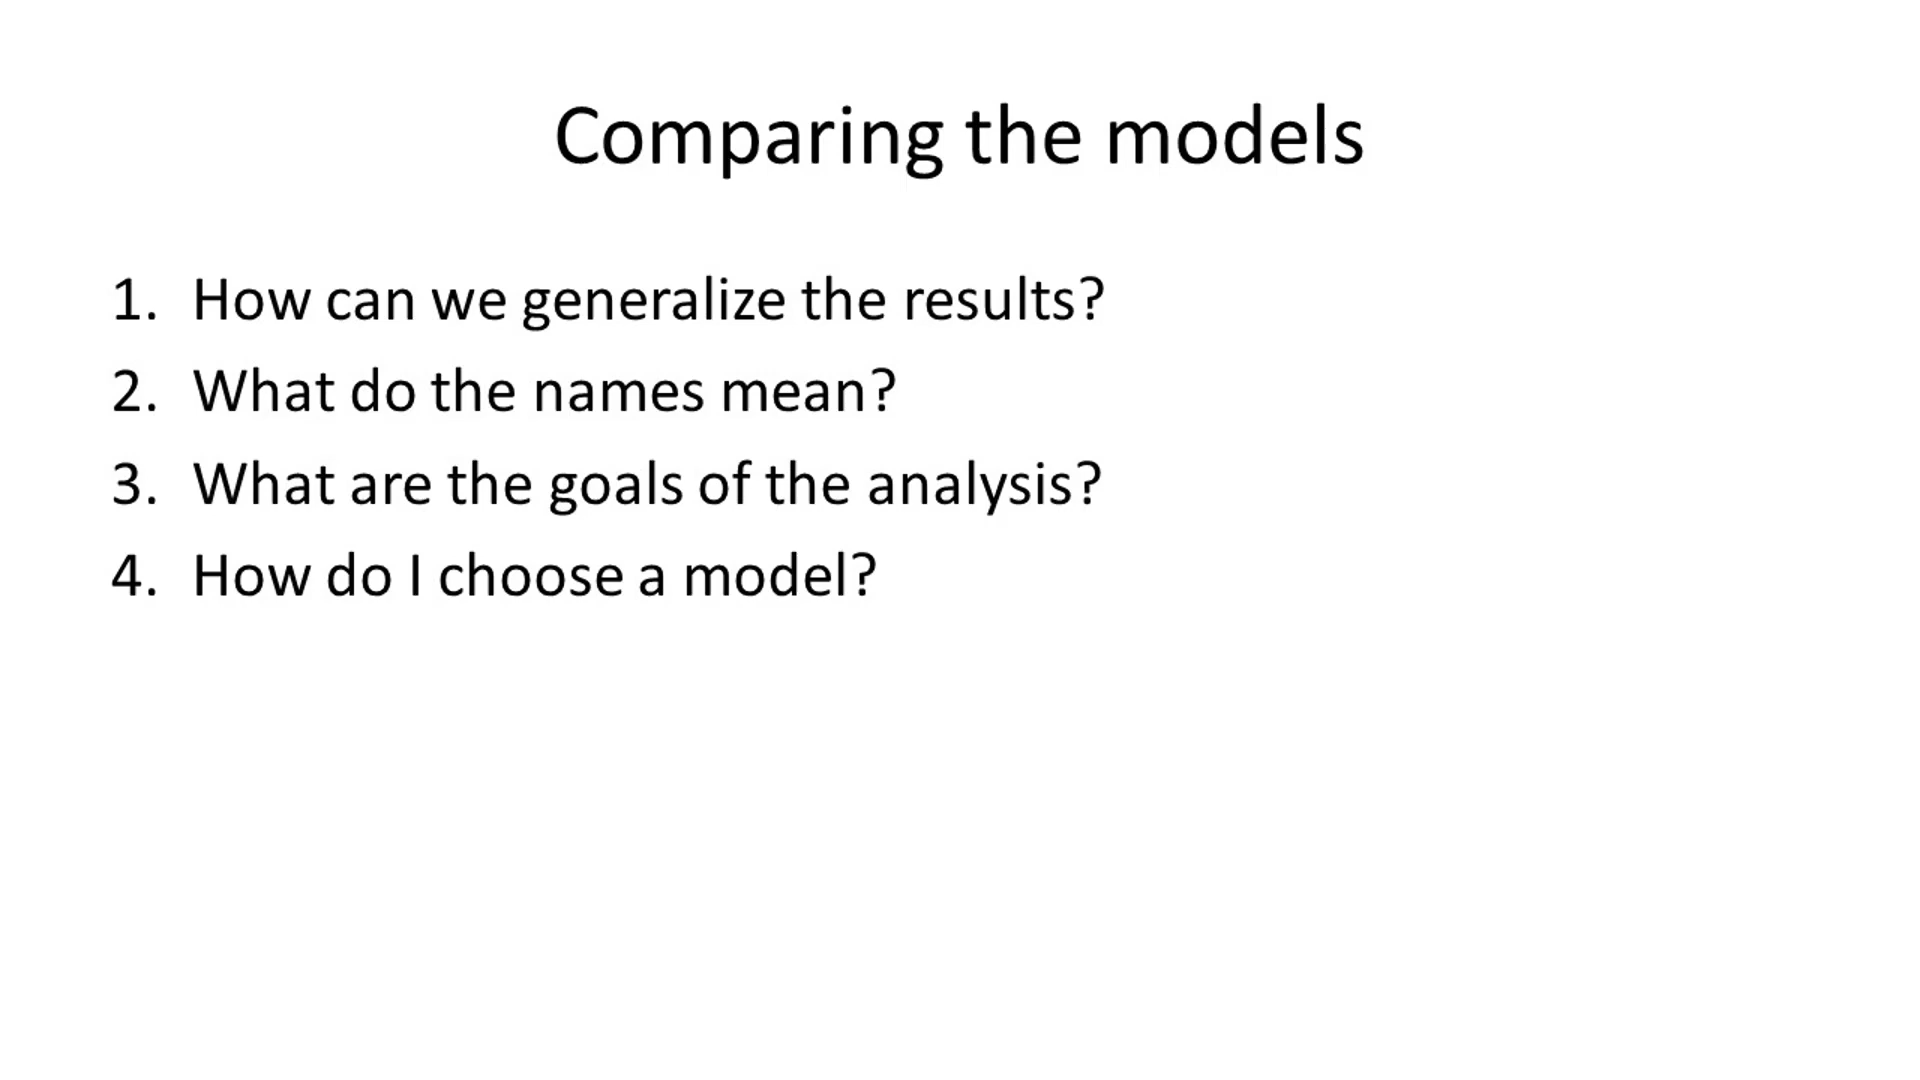 Comparing the models
1. How can we generalize the results?
2. What do the names mean?
3. What are the goals of the analysis?
4. How do I choose a model?